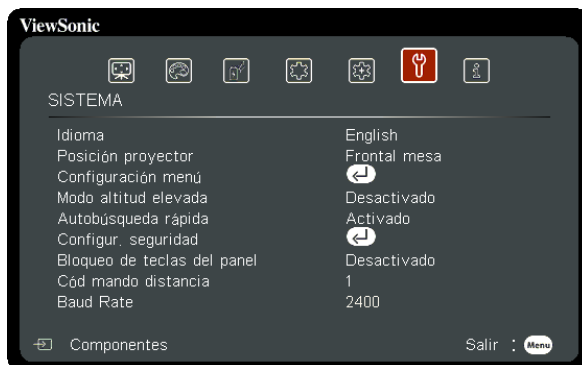 ViewSonic
SISTEMA
Idioma English
Posición proyector Frontal mesa
Configuración menú
Modo altitud elevada Desactivado
Autobúsqueda rápida Activado
Configur. seguridad
Bloqueo de teclas del panel Desactivado
Cód mando distancia 1
Baud Rate 2400
Componentes Salir : Menu